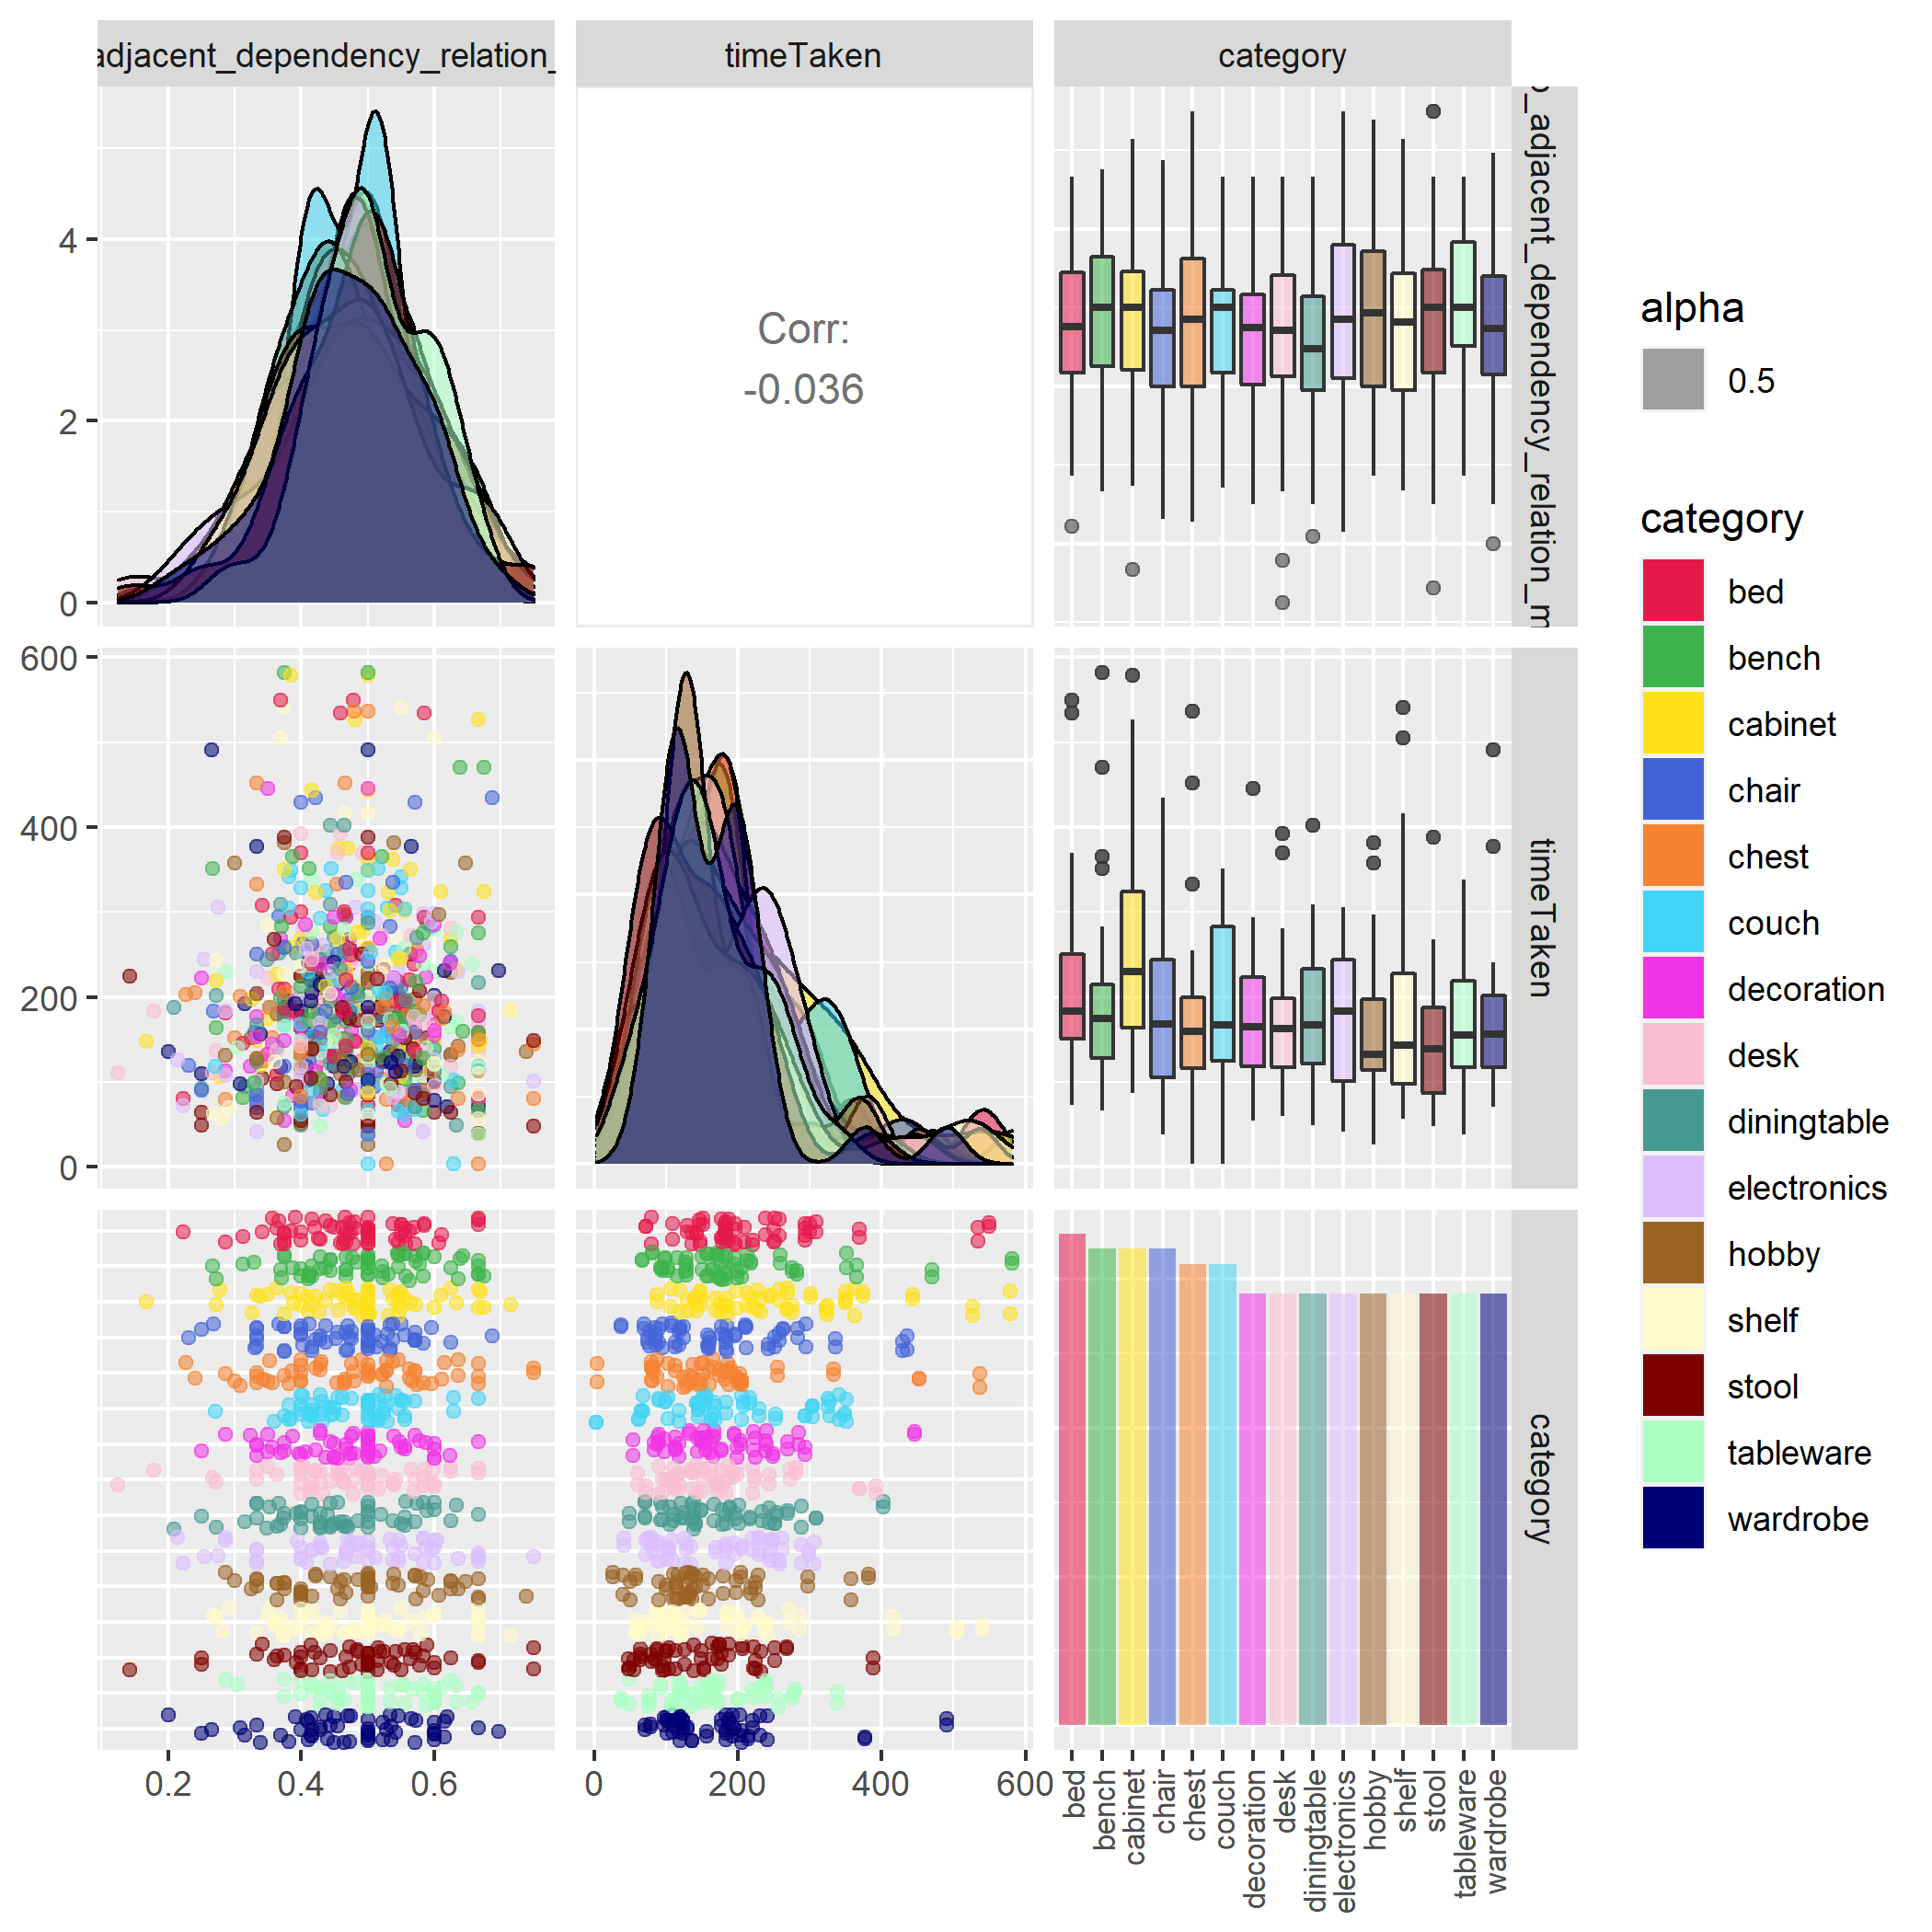 adjacent_dependency_relation_
timeTaken
category
_adjacent_dependency_relation_m
timeTaken
category
Corr:
-0.036
4
2
0
600
400
200
0
0.2
0.4
0.6
0
200
400
600
bed
bench
cabinet
chair
chest
couch
decoration
desk
diningtable
electronics
hobby
shelf
stool
tableware
wardrobe
alpha
0.5
category
bed
bench
cabinet
chair
chest
couch
decoration
desk
diningtable
electronics
hobby
shelf
stool
tableware
wardrobe